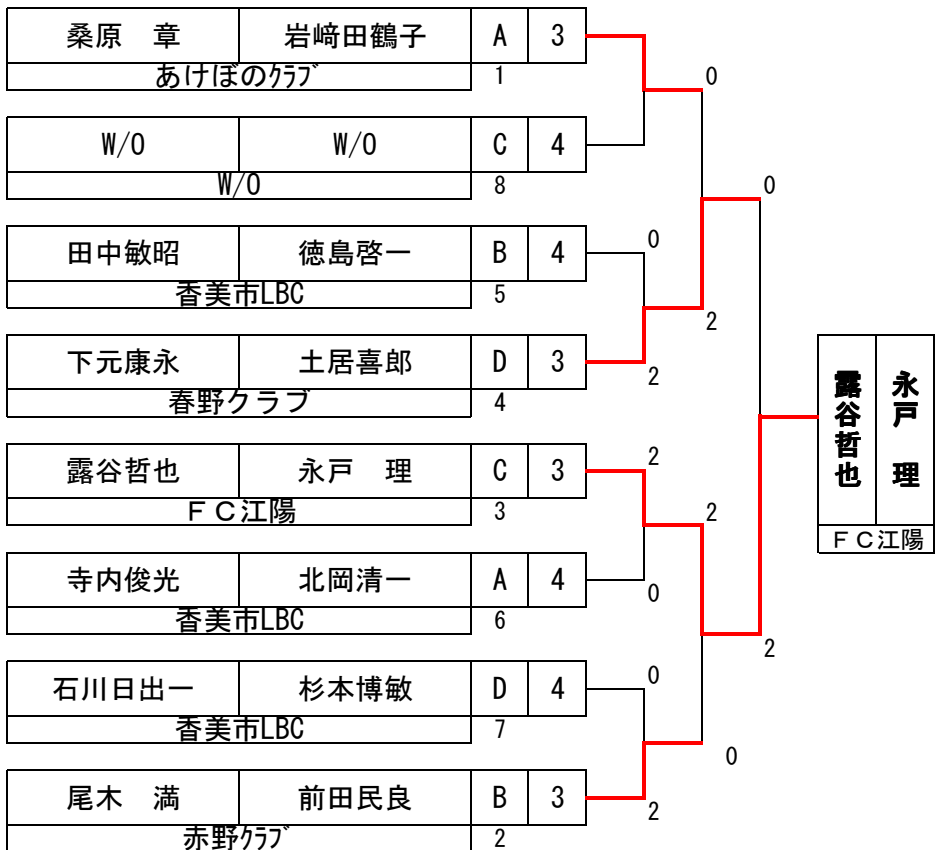 桑原 章 岩﨑田鶴子 A 3
あけぼのｸﾗﾌﾞ 1
0
W/O W/O C 4
W/O 8
0
田中敏昭 徳島啓一 B 4
0
香美市LBC 5
2
下元康永 土居喜郎 D 3
2
春野クラブ 4
露谷哲也 永戸 理
ＦＣ江陽
露谷哲也 永戸 理 C 3
2
ＦＣ江陽 3
2
寺内俊光 北岡清一 A 4
0
香美市LBC 6
2
石川日出一 杉本博敏 D 4
0
香美市LBC 7
0
尾木 満 前田民良 B 3
2
赤野ｸﾗﾌﾞ 2